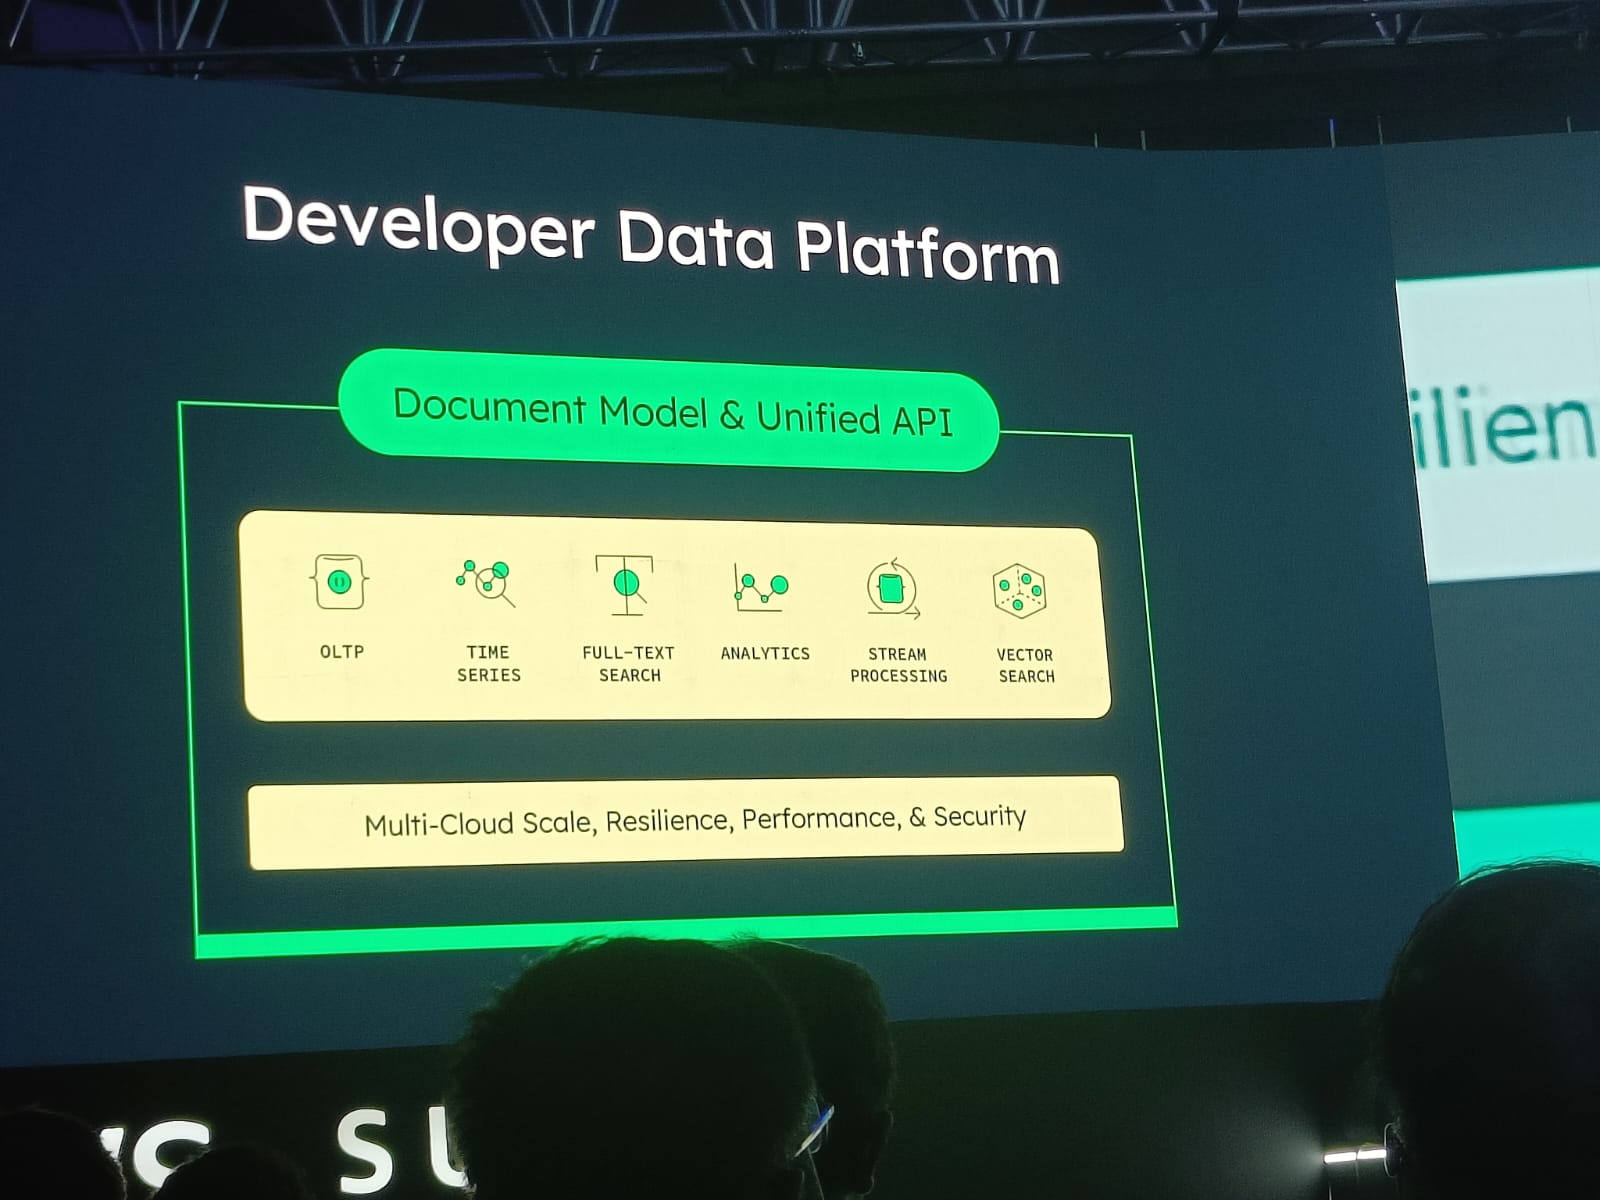 Developer Data Platform
Document Model & Unified API
OLTP
TIME
SERIES
FULL-TEXT
SEARCH
ANALYTICS
STREAM
PROCESSING
VECTOR
SEARCH
Multi-Cloud Scale, Resilience, Performance, & Security
ilien